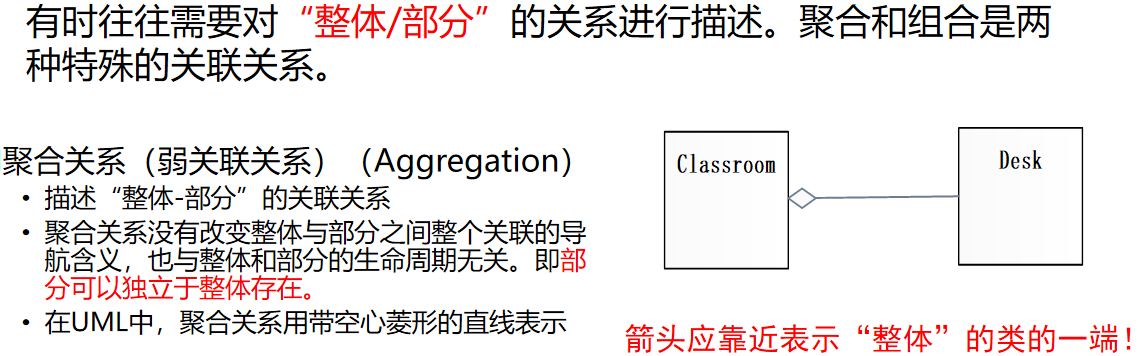 有时往往需要对“整体/部分”的关系进行描述。聚合和组合是两
种特殊的关联关系。
聚合关系（弱关联关系）（Aggregation）
• 描述“整体-部分”的关联关系
• 聚合关系没有改变整体与部分之间整个关联的导
航含义，也与整体和部分的生命周期无关。即部
分可以独立于整体存在。
• 在UML中，聚合关系用带空心菱形的直线表示
Classroom
Desk
箭头应靠近表示“整体”的类的一端！